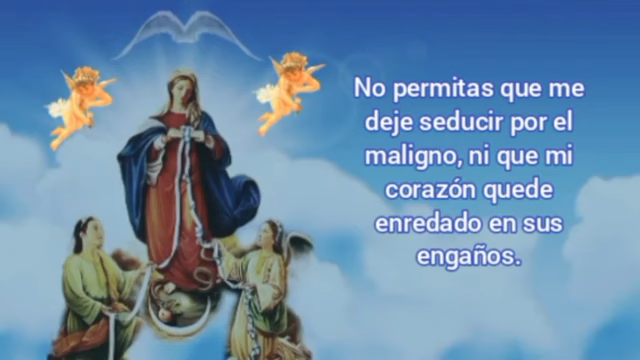 No permitas que me
deje seducir por el
maligno, ni que mi
corazón quede
enredado en sus
engaños.